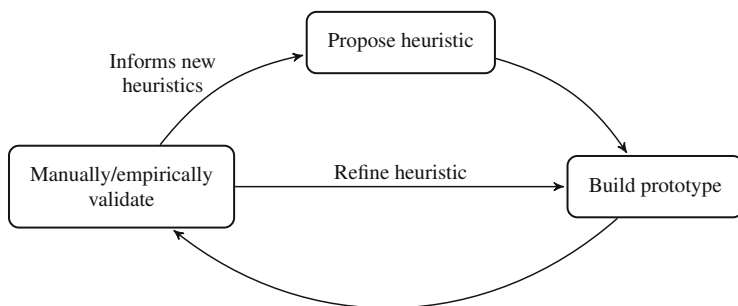 Propose heuristic
Informs new
heuristics
Manually/empirically
validate
Refine heuristic
Build prototype